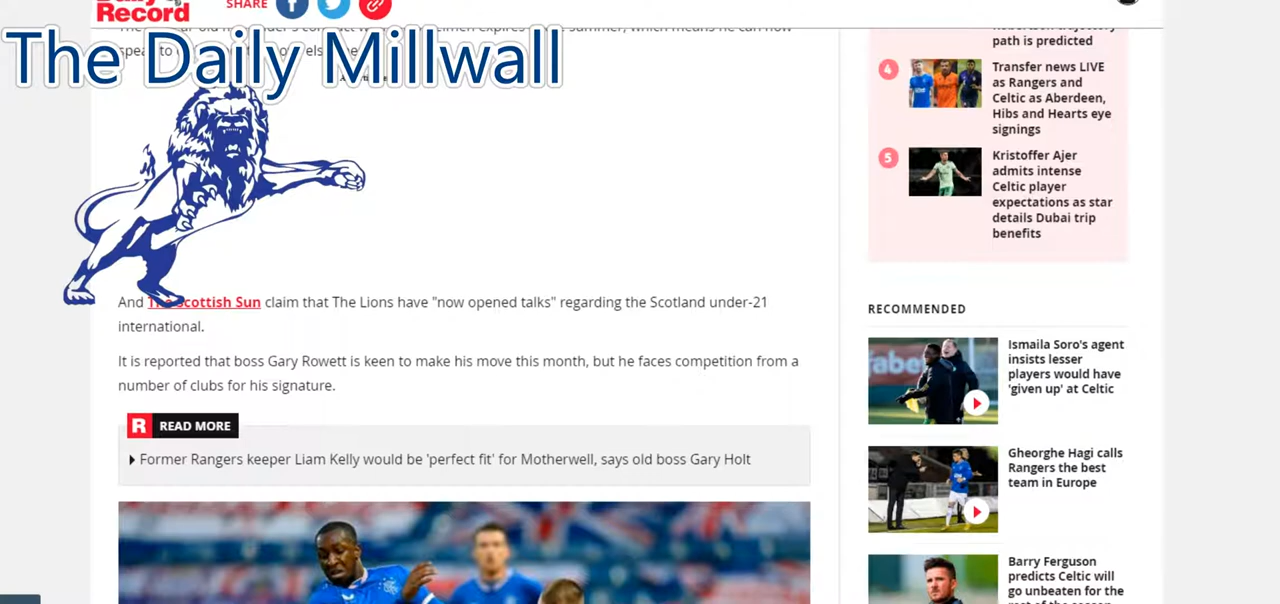 Record
SHARE
The Daily Millwall
And The Scottish Sun claim that The Lions have "now opened talks" regarding the Scotland under-21
international.
It is reported that boss Gary Rowett is keen to make his move this month, but he faces competition from a
number of clubs for his signature.
R READ MORE
Former Rangers keeper Liam Kelly would be 'perfect fit' for Motherwell, says old boss Gary Holt
path is predicted
4
Transfer news LIVE
as Rangers and
Celtic as Aberdeen,
Hibs and Hearts eye
signings
5
Kristoffer Ajer
admits intense
Celtic player
expectations as star
details Dubai trip
benefits
RECOMMENDED
Ismaila Soro's agent
insists lesser
players would have
'given up' at Celtic
Gheorghe Hagi calls
Rangers the best
team in Europe
Barry Ferguson
predicts Celtic will
go unbeaten for the